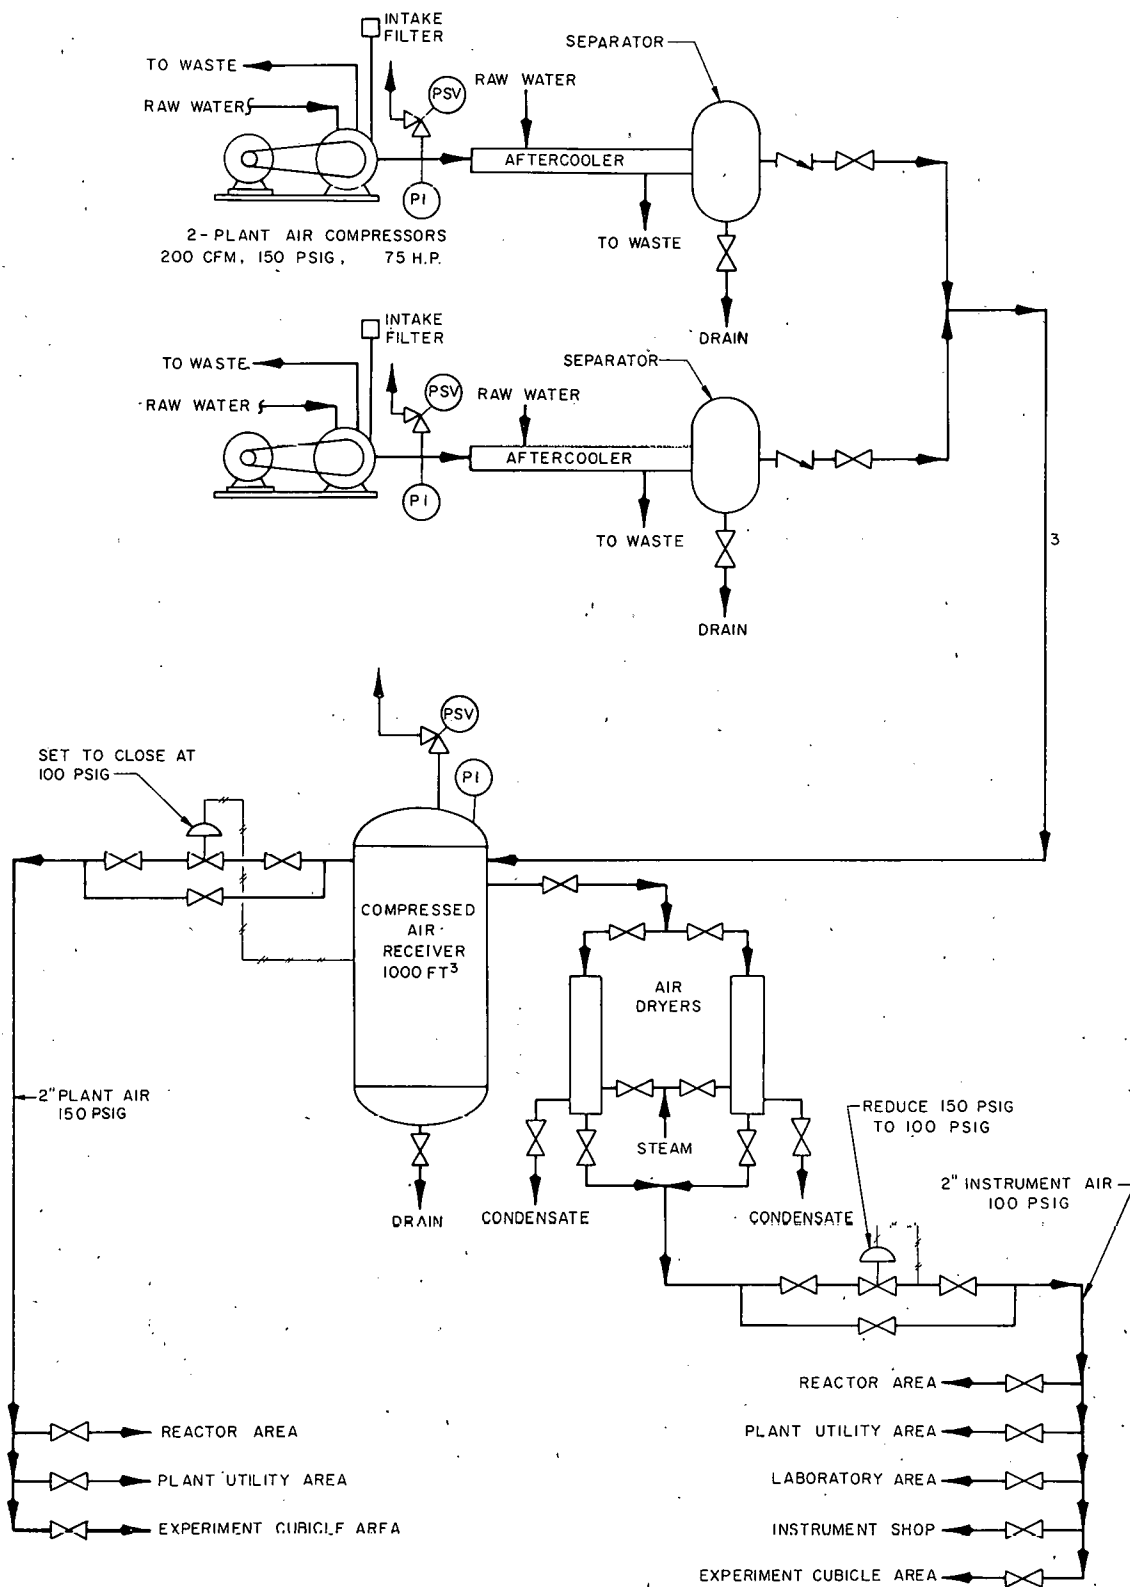 INTAKE
FILTER
TO WASTE
RAW WATER
PSV
RAW WATER
SEPARATOR
AFTERCOOLER
PI
TO WASTE
2-PLANT AIR COMPRESSORS
200 CFM, 150 PSIG, 75 H.P.
DRAIN
INTAKE
FILTER
TO WASTE
RAW WATER
PSV
RAW WATER
SEPARATOR
AFTERCOOLER
PI
TO WASTE
DRAIN
3
PSV
PI
SET TO CLOSE AT
100 PSIG
COMPRESSED
AIR
RECEIVER
1000 FT³
AIR
DRYERS
2" PLANT AIR
150 PSIG
STEAM
REDUCE 150 PSIG
TO 100 PSIG
DRAIN
CONDENSATE
CONDENSATE
2" INSTRUMENT AIR
100 PSIG
REACTOR AREA
PLANT UTILITY AREA
EXPERIMENT CUBICLE AREA
REACTOR AREA
PLANT UTILITY AREA
LABORATORY AREA
INSTRUMENT SHOP
EXPERIMENT CUBICLE AREA